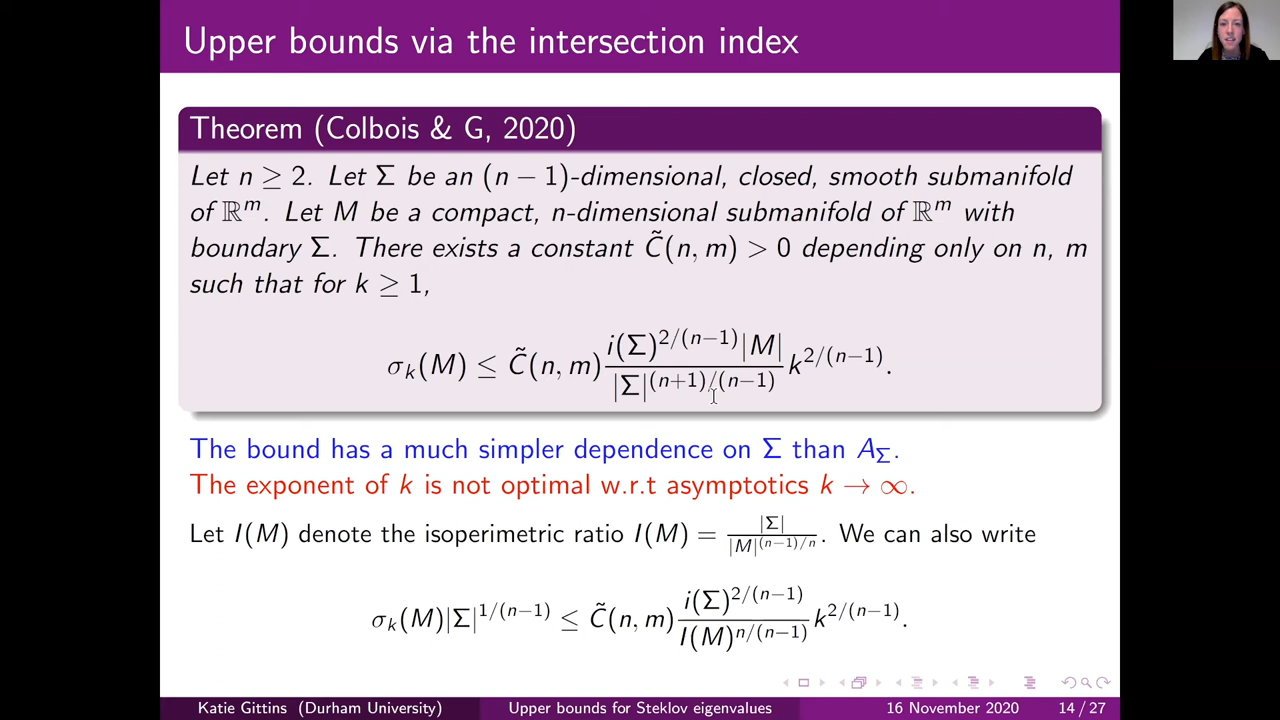 Upper bounds via the intersection index
Theorem (Colbois & G, 2020)
Let n ≥ 2. Let Σ be an (n − 1)-dimensional, closed, smooth submanifold
of ℝ^m. Let M be a compact, n-dimensional submanifold of ℝ^m with
boundary Σ. There exists a constant C̃(n, m) > 0 depending only on n, m
such that for k ≥ 1,
σ_k(M) ≤ C̃(n, m) \frac{i(Σ)^{2/(n−1)}|M|}{|Σ|^{(n+1)/(n−1)}} k^{2/(n−1)}.
The bound has a much simpler dependence on Σ than A_Σ.
The exponent of k is not optimal w.r.t asymptotics k → ∞.
Let I(M) denote the isoperimetric ratio I(M) = \frac{|Σ|}{|M|^{(n−1)/n}}. We can also write
σ_k(M)|Σ|^{1/(n−1)} ≤ C̃(n, m) \frac{i(Σ)^{2/(n−1)}}{I(M)^{n/(n−1)}} k^{2/(n−1)}.
Katie Gittins (Durham University) Upper bounds for Steklov eigenvalues 16 November 2020 14 / 27